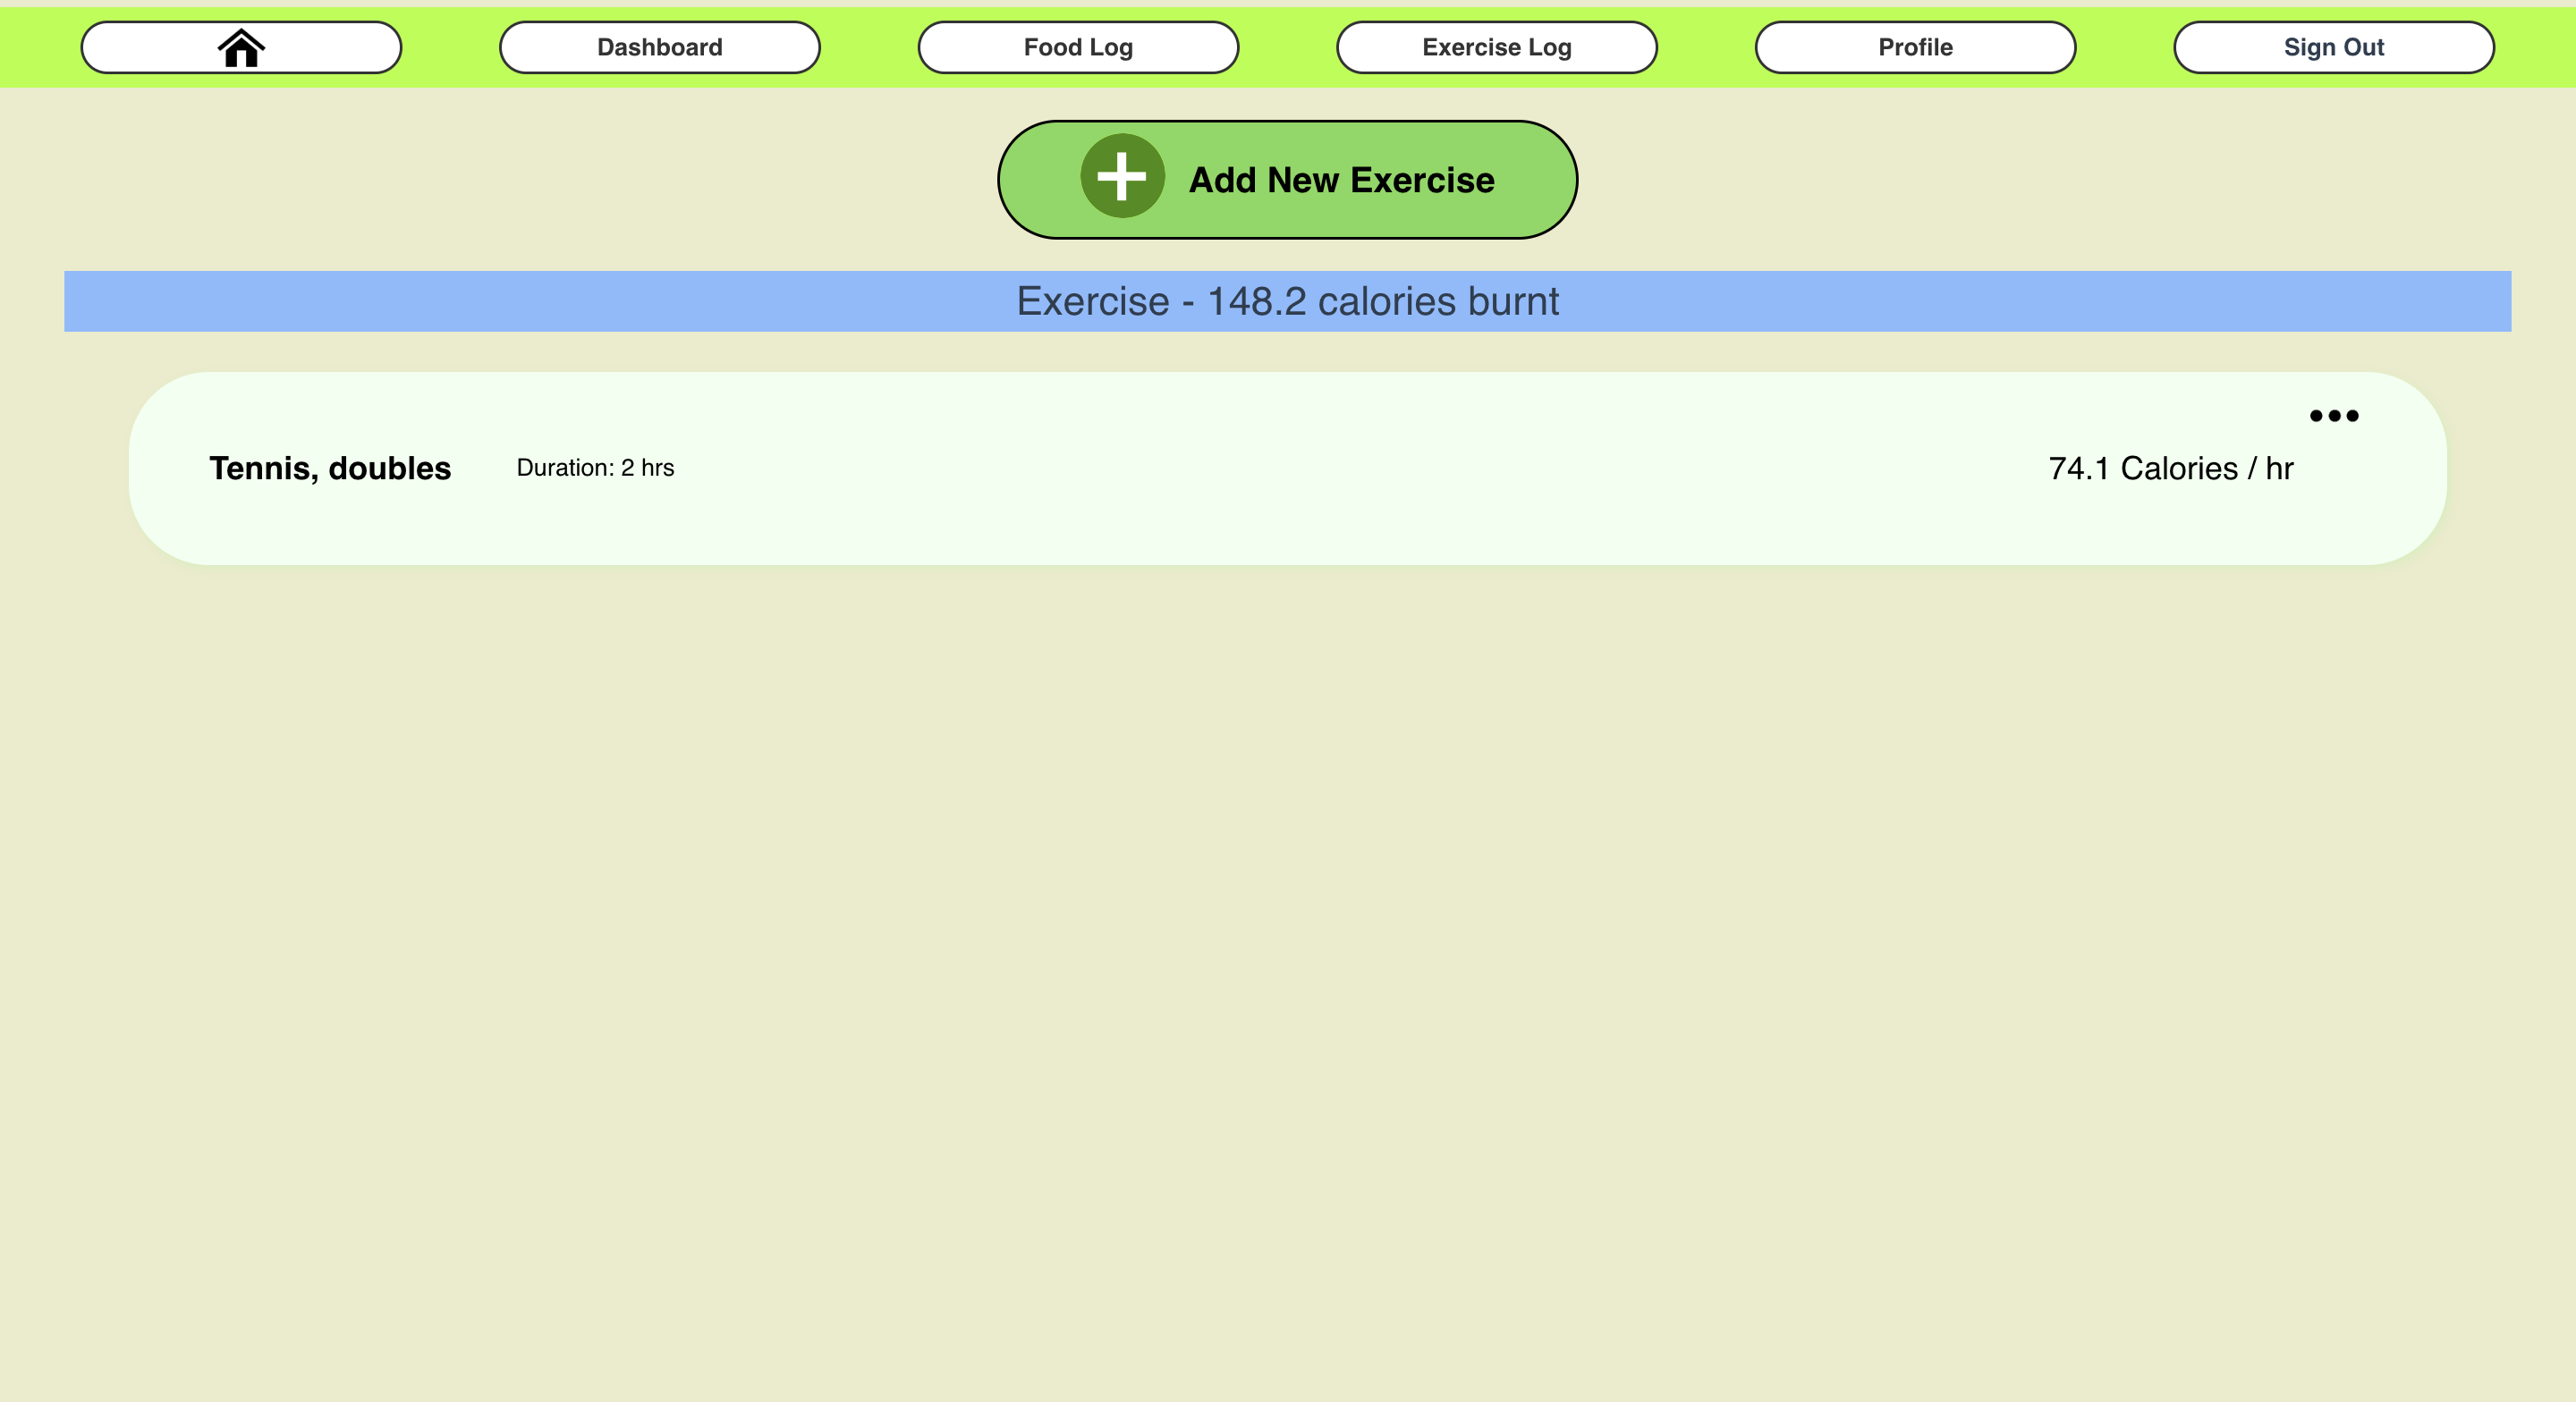 Dashboard
Food Log
Exercise Log
Profile
Sign Out
Add New Exercise
Exercise - 148.2 calories burnt
Tennis, doubles
Duration: 2 hrs
74.1 Calories / hr